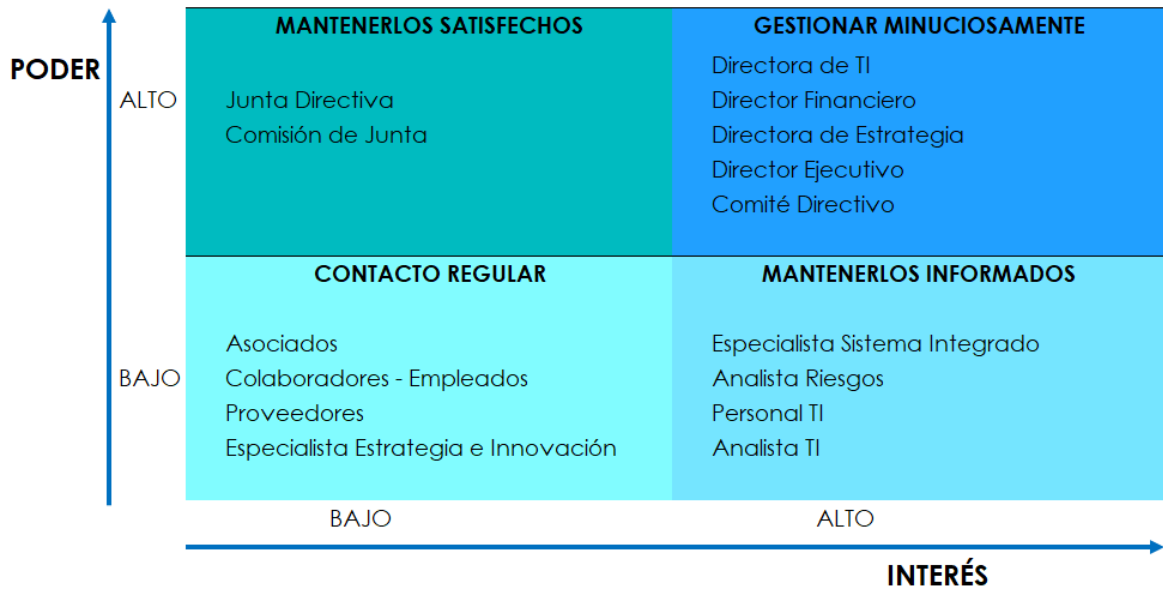 PODER
ALTO
MANTENERLOS SATISFECHOS
Junta Directiva
Comisión de Junta
GESTIONAR MINUCIOSAMENTE
Directora de TI
Director Financiero
Directora de Estrategia
Director Ejecutivo
Comité Directivo
BAJO
CONTACTO REGULAR
Asociados
Colaboradores - Empleados
Proveedores
Especialista Estrategia e Innovación
MANTENERLOS INFORMADOS
Especialista Sistema Integrado
Analista Riesgos
Personal TI
Analista TI
BAJO
ALTO
INTERÉS